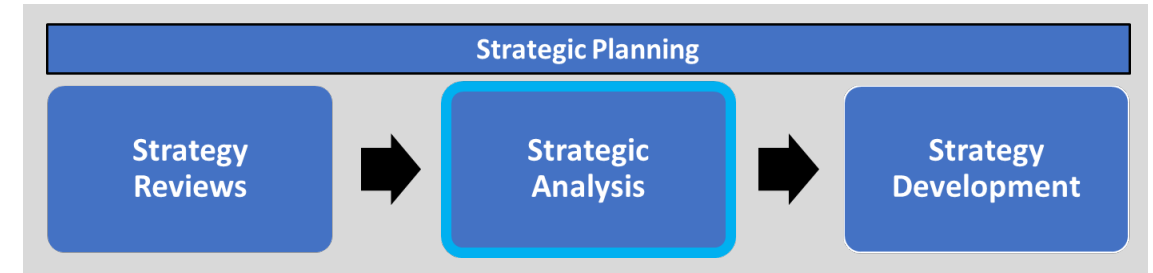 Strategic Planning
Strategy
Reviews
Strategic
Analysis
Strategy
Development